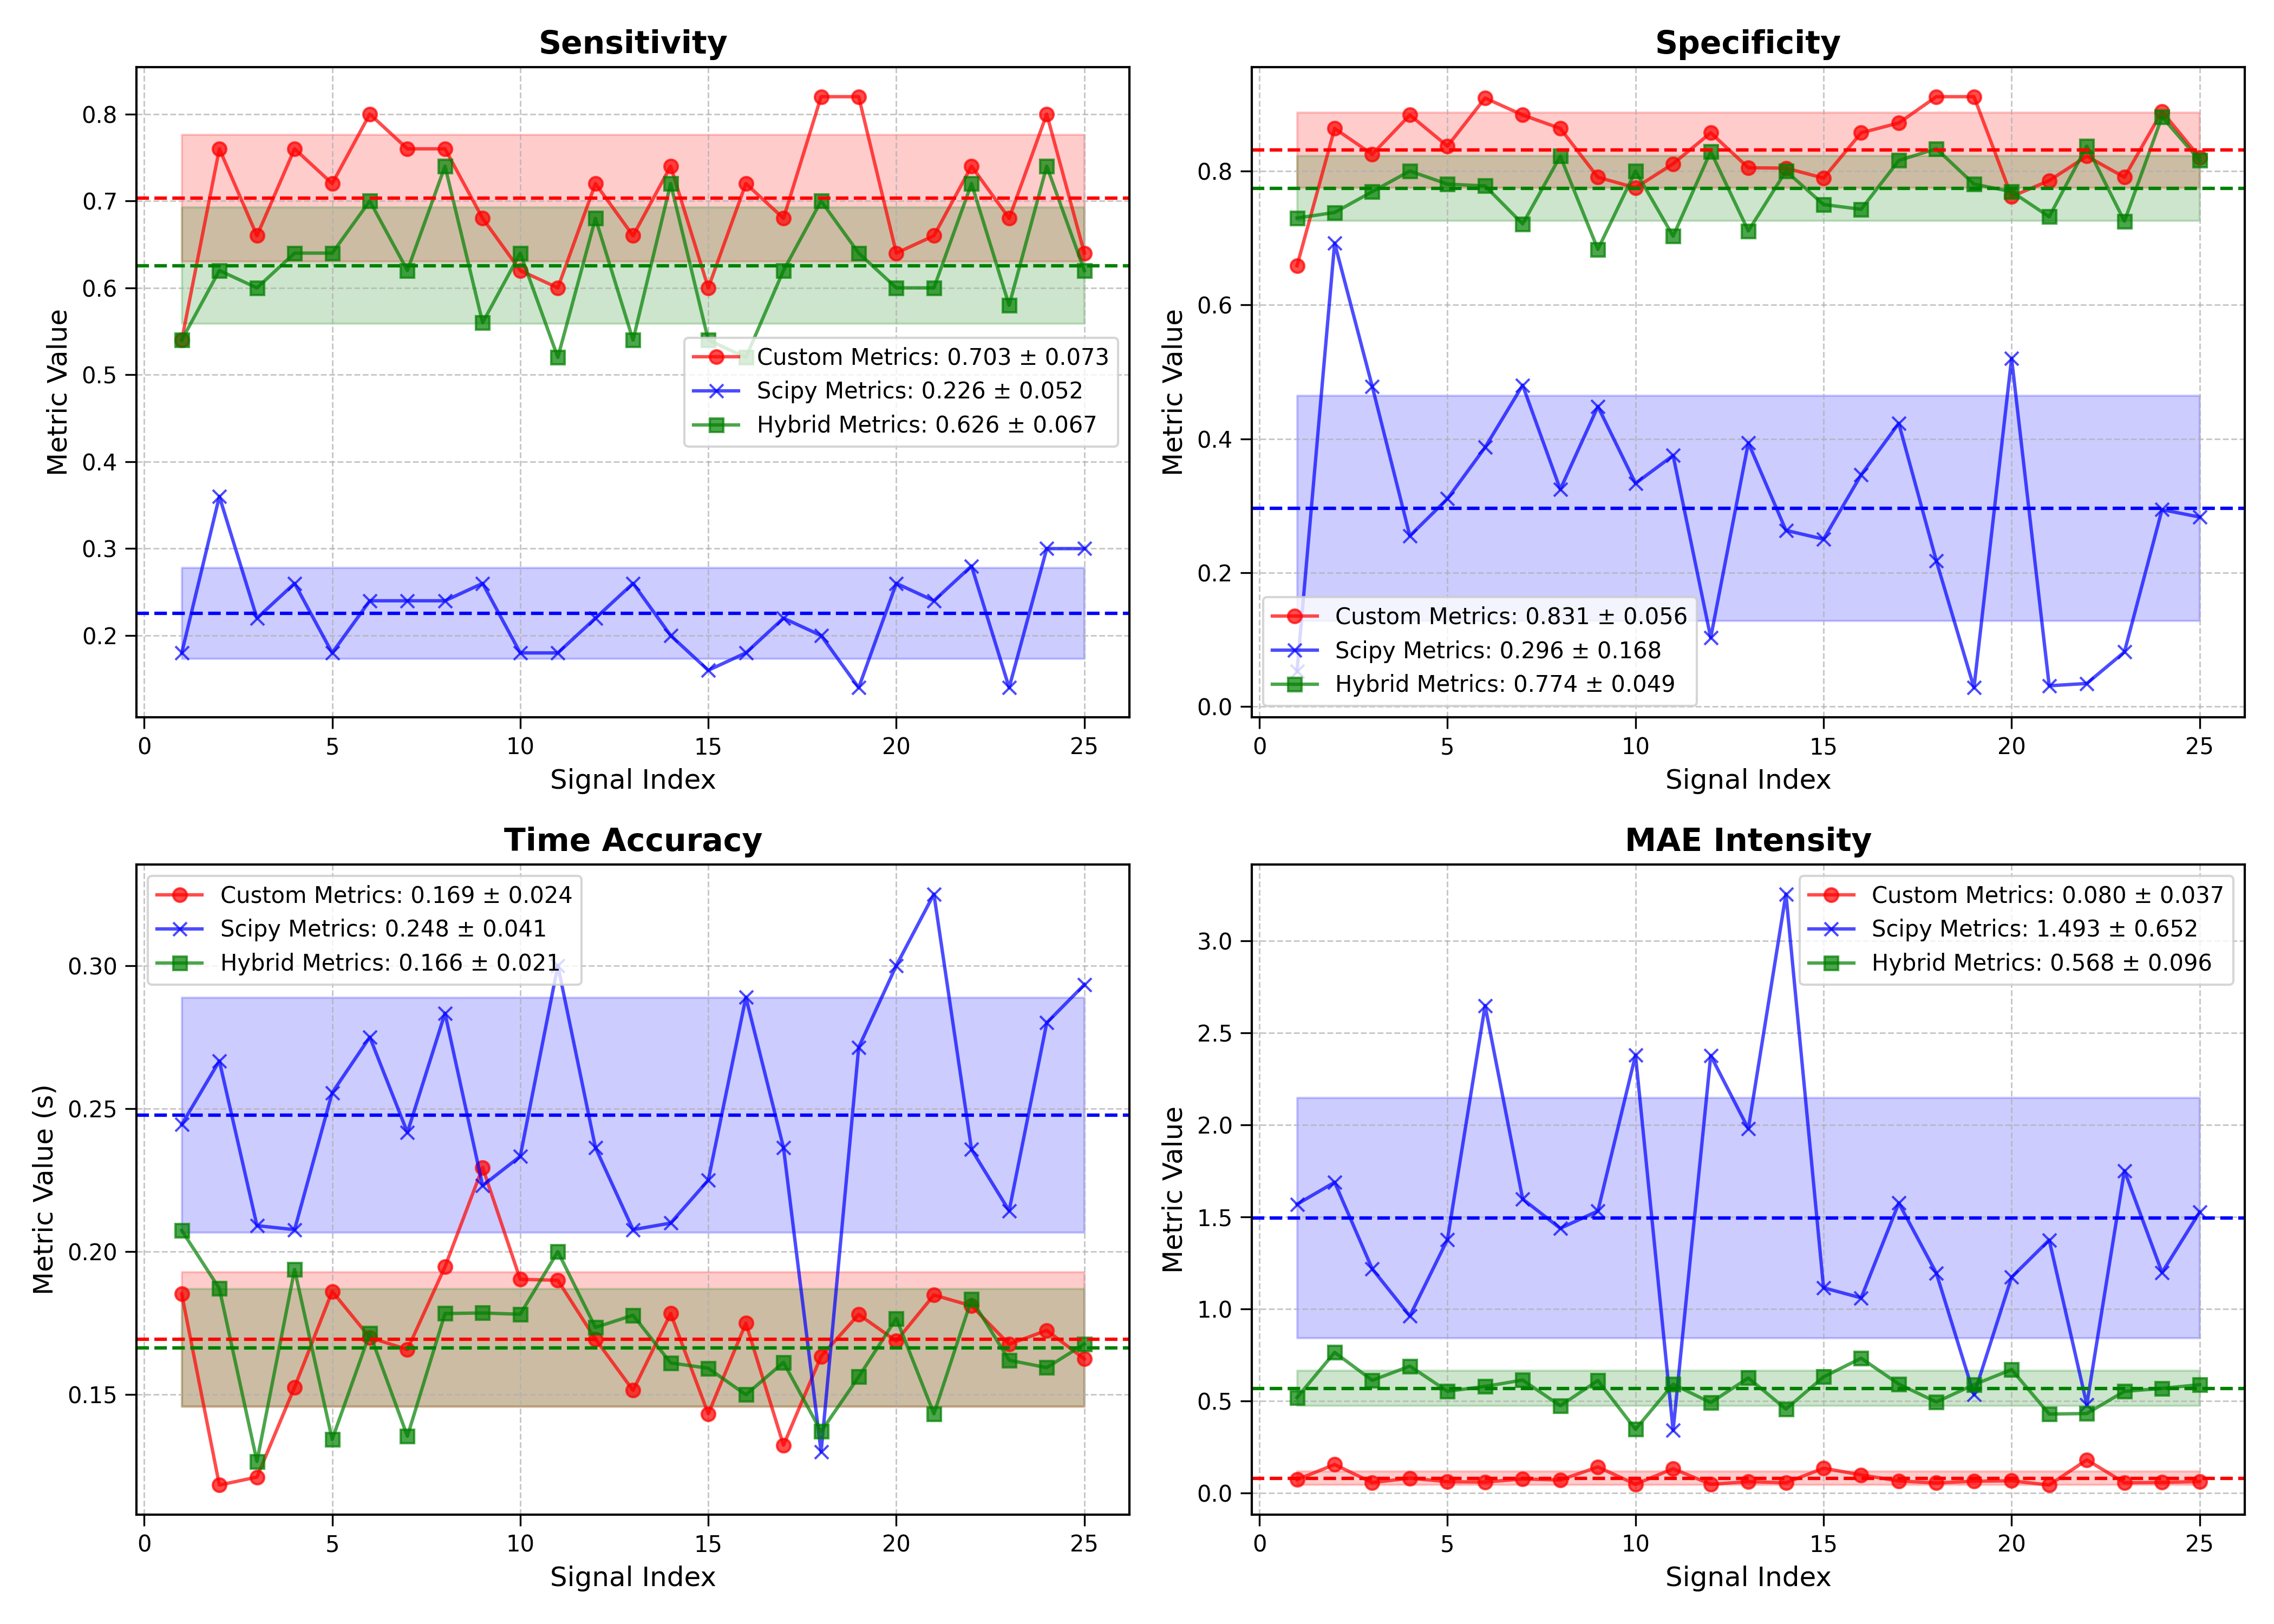 Sensitivity
Metric Value
0.8
0.7
0.6
0.5
0.4
0.3
0.2
Custom Metrics: 0.703 ± 0.073
Scipy Metrics: 0.226 ± 0.052
Hybrid Metrics: 0.626 ± 0.067
0 5 10 15 20 25
Signal Index
Specificity
Metric Value
0.8
0.6
0.4
0.2
0.0
Custom Metrics: 0.831 ± 0.056
Scipy Metrics: 0.296 ± 0.168
Hybrid Metrics: 0.774 ± 0.049
0 5 10 15 20 25
Signal Index
Time Accuracy
Metric Value (s)
0.30
0.25
0.20
0.15
Custom Metrics: 0.169 ± 0.024
Scipy Metrics: 0.248 ± 0.041
Hybrid Metrics: 0.166 ± 0.021
0 5 10 15 20 25
Signal Index
MAE Intensity
Metric Value
3.0
2.5
2.0
1.5
1.0
0.5
0.0
Custom Metrics: 0.080 ± 0.037
Scipy Metrics: 1.493 ± 0.652
Hybrid Metrics: 0.568 ± 0.096
0 5 10 15 20 25
Signal Index